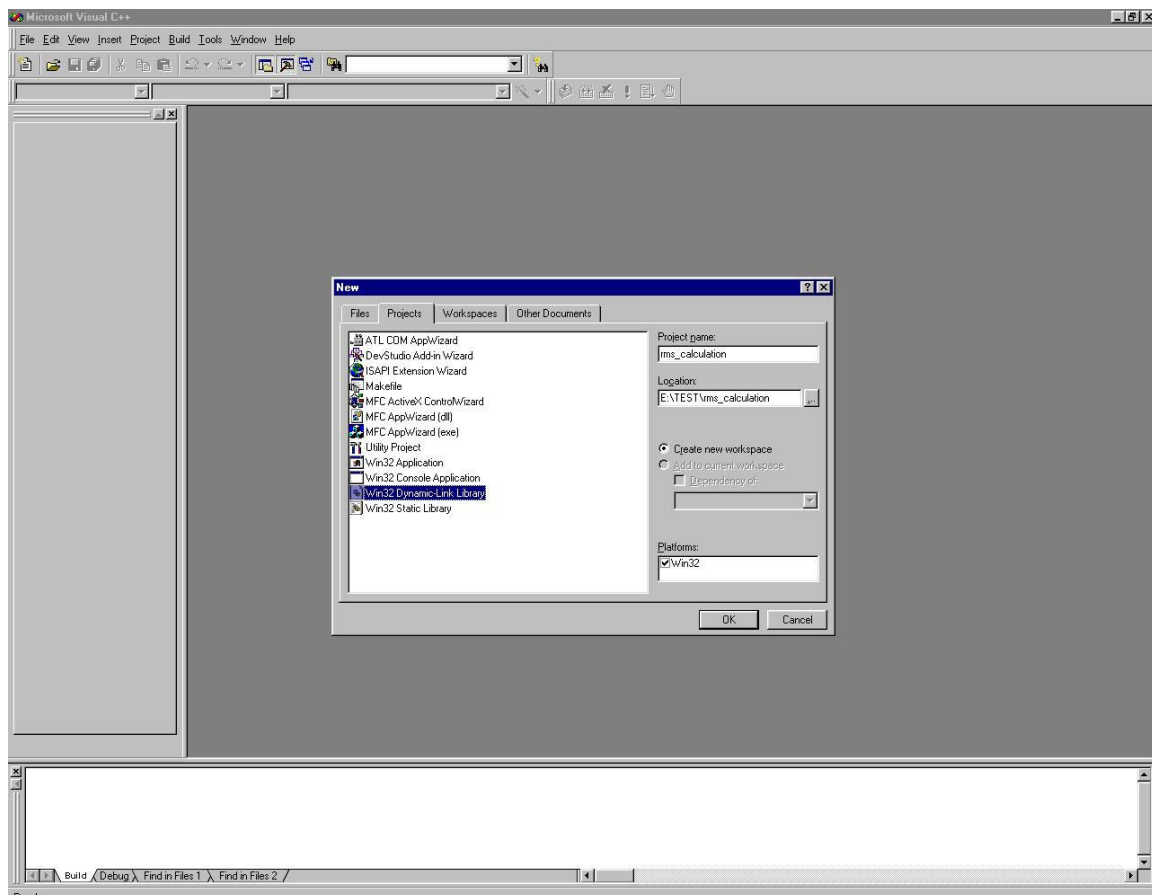 Microsoft Visual C++
File Edit View Insert Project Build Tools Window Help
New
Files Projects Workspaces Other Documents
ATL COM AppWizard
DevStudio Add-in Wizard
ISAPI Extension Wizard
Makefile
MFC ActiveX ControlWizard
MFC AppWizard (dll)
MFC AppWizard (exe)
Utility Project
Win32 Application
Win32 Console Application
Win32 Dynamic-Link Library
Win32 Static Library
Project name:
rms_calculation
Location:
E:\TEST\rms_calculation
...
Create new workspace
Add to current workspace
Dependency of:
Platforms:
Win32
OK Cancel
Build Debug Find in Files 1 Find in Files 2